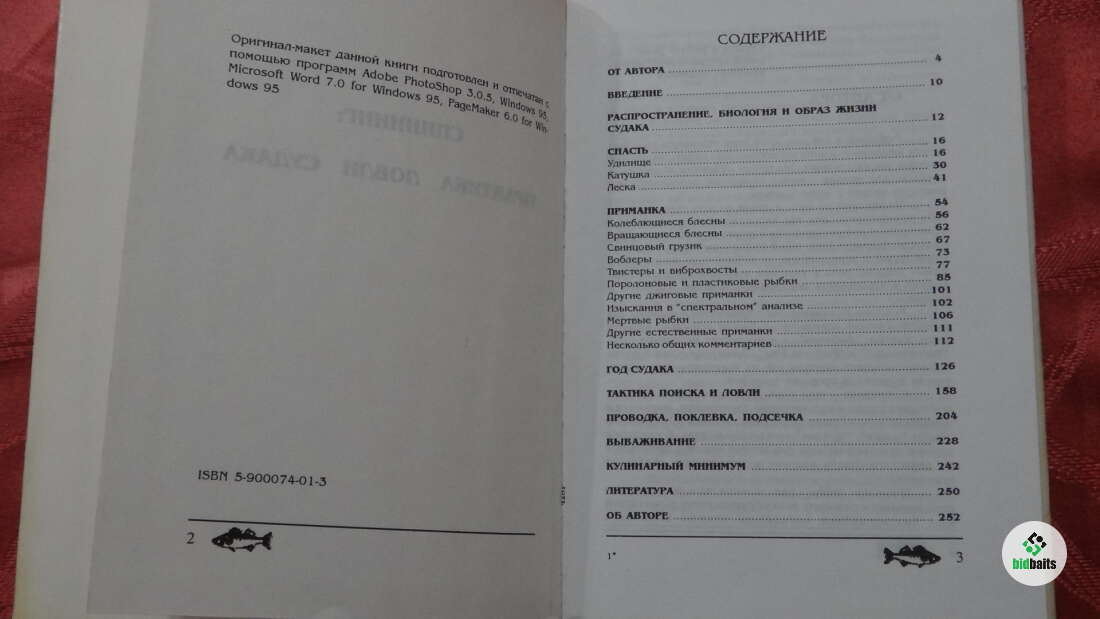 Оригинал-макет данной книги подготовлен и отпечатан с
помощью программ Adobe PhotoShop 3.0.5, Windows 95,
Microsoft Word 7.0 for Windows 95, PageMaker 6.0 for Win-
dows 95
СПИННИНГ:
ПРАКТИКА ЛОВЛИ СУДАКА
ISBN 5-900074-01-3
2
СОДЕРЖАНИЕ
ОТ АВТОРА 4
ВВЕДЕНИЕ 10
РАСПРОСТРАНЕНИЕ, БИОЛОГИЯ И ОБРАЗ ЖИЗНИ
СУДАКА 12
СНАСТЬ 16
Удилище 16
Катушка 30
Леска 41
ПРИМАНКА 54
Колеблющиеся блесны 56
Вращающиеся блесны 62
Свинцовый грузик 67
Воблеры 73
Твистеры и виброхвосты 77
Поролоновые и пластиковые рыбки 85
Другие джиговые приманки 101
Изыскания в "спектральном" анализе 102
Мертвые рыбки 106
Другие естественные приманки 111
Несколько общих комментариев 112
ГОД СУДАКА 126
ТАКТИКА ПОИСКА И ЛОВЛИ 158
ПРОВОДКА, ПОКЛЕВКА, ПОДСЕЧКА 204
ВЫВАЖИВАНИЕ 228
КУЛИНАРНЫЙ МИНИМУМ 242
ЛИТЕРАТУРА 250
ОБ АВТОРЕ 252
1*
3
bidbaits